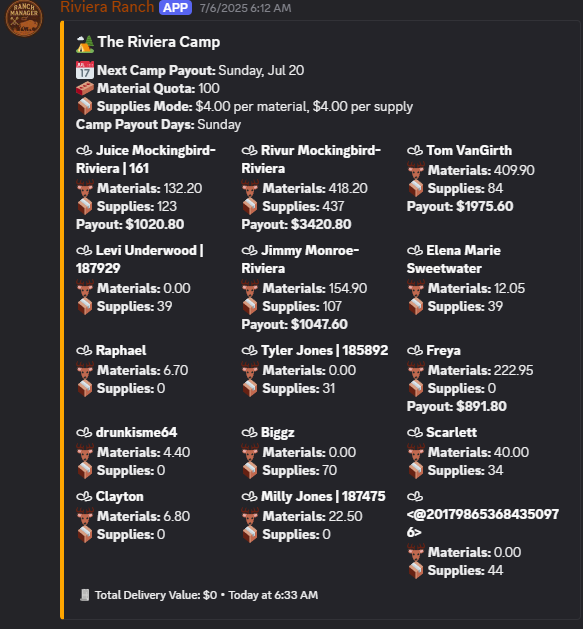 RANCH
MANAGER
Riviera Ranch APP 7/6/2025 6:12 AM
The Riviera Camp
JUL
17
Next Camp Payout: Sunday, Jul 20
Material Quota: 100
Supplies Mode: $4.00 per material, $4.00 per supply
Camp Payout Days: Sunday
Juice Mockingbird-
Riviera | 161
Materials: 132.20
Supplies: 123
Payout: $1020.80
Rivur Mockingbird-
Riviera
Materials: 418.20
Supplies: 437
Payout: $3420.80
Tom VanGirth
Materials: 409.90
Supplies: 84
Payout: $1975.60
Levi Underwood |
187929
Materials: 0.00
Supplies: 39
Jimmy Monroe-
Riviera
Materials: 154.90
Supplies: 107
Payout: $1047.60
Elena Marie
Sweetwater
Materials: 12.05
Supplies: 39
Raphael
Materials: 6.70
Supplies: 0
Tyler Jones | 185892
Materials: 0.00
Supplies: 31
Freya
Materials: 222.95
Supplies: 0
Payout: $891.80
drunkisme64
Materials: 4.40
Supplies: 0
Biggz
Materials: 0.00
Supplies: 70
Scarlett
Materials: 40.00
Supplies: 34
Clayton
Materials: 6.80
Supplies: 0
Milly Jones | 187475
Materials: 22.50
Supplies: 0
<@20179865368435097
6>
Materials: 0.00
Supplies: 44
Total Delivery Value: $0 • Today at 6:33 AM